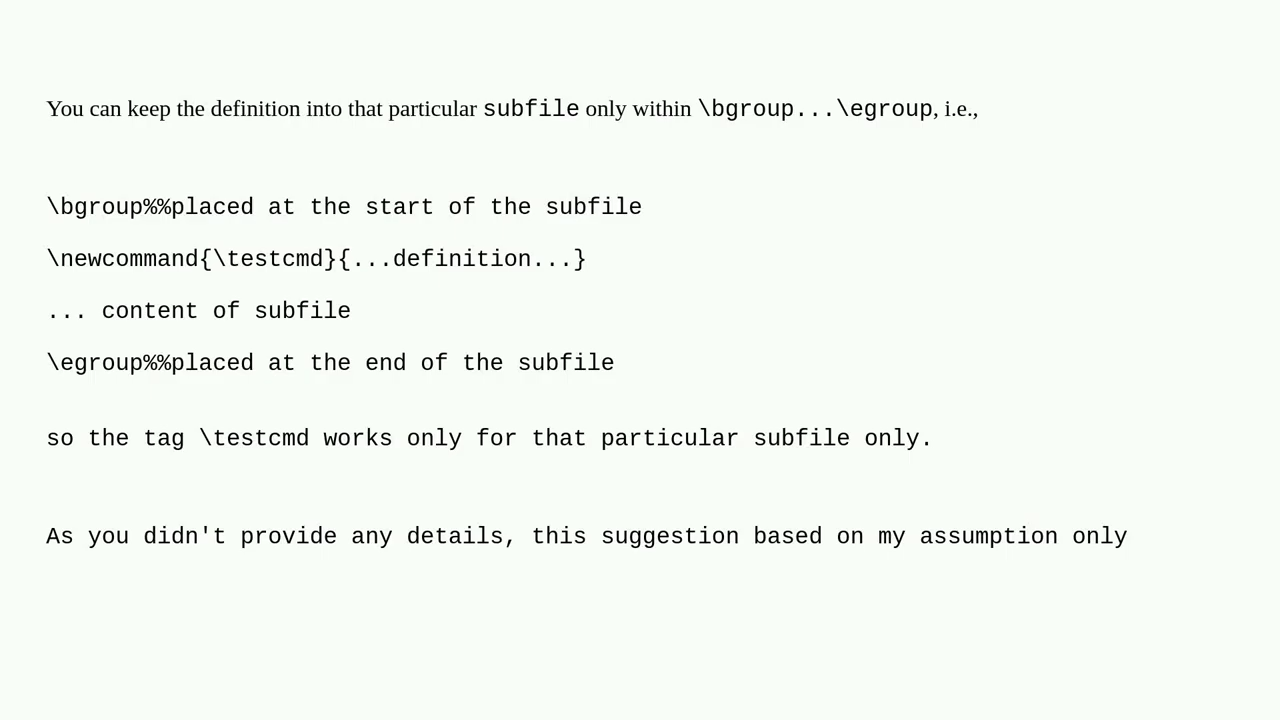 You can keep the definition into that particular subfile only within \bgroup...\egroup, i.e.,
\bgroup%%placed at the start of the subfile
\newcommand{\testcmd}{...definition...}
... content of subfile
\egroup%%placed at the end of the subfile
so the tag \testcmd works only for that particular subfile only.
As you didn't provide any details, this suggestion based on my assumption only